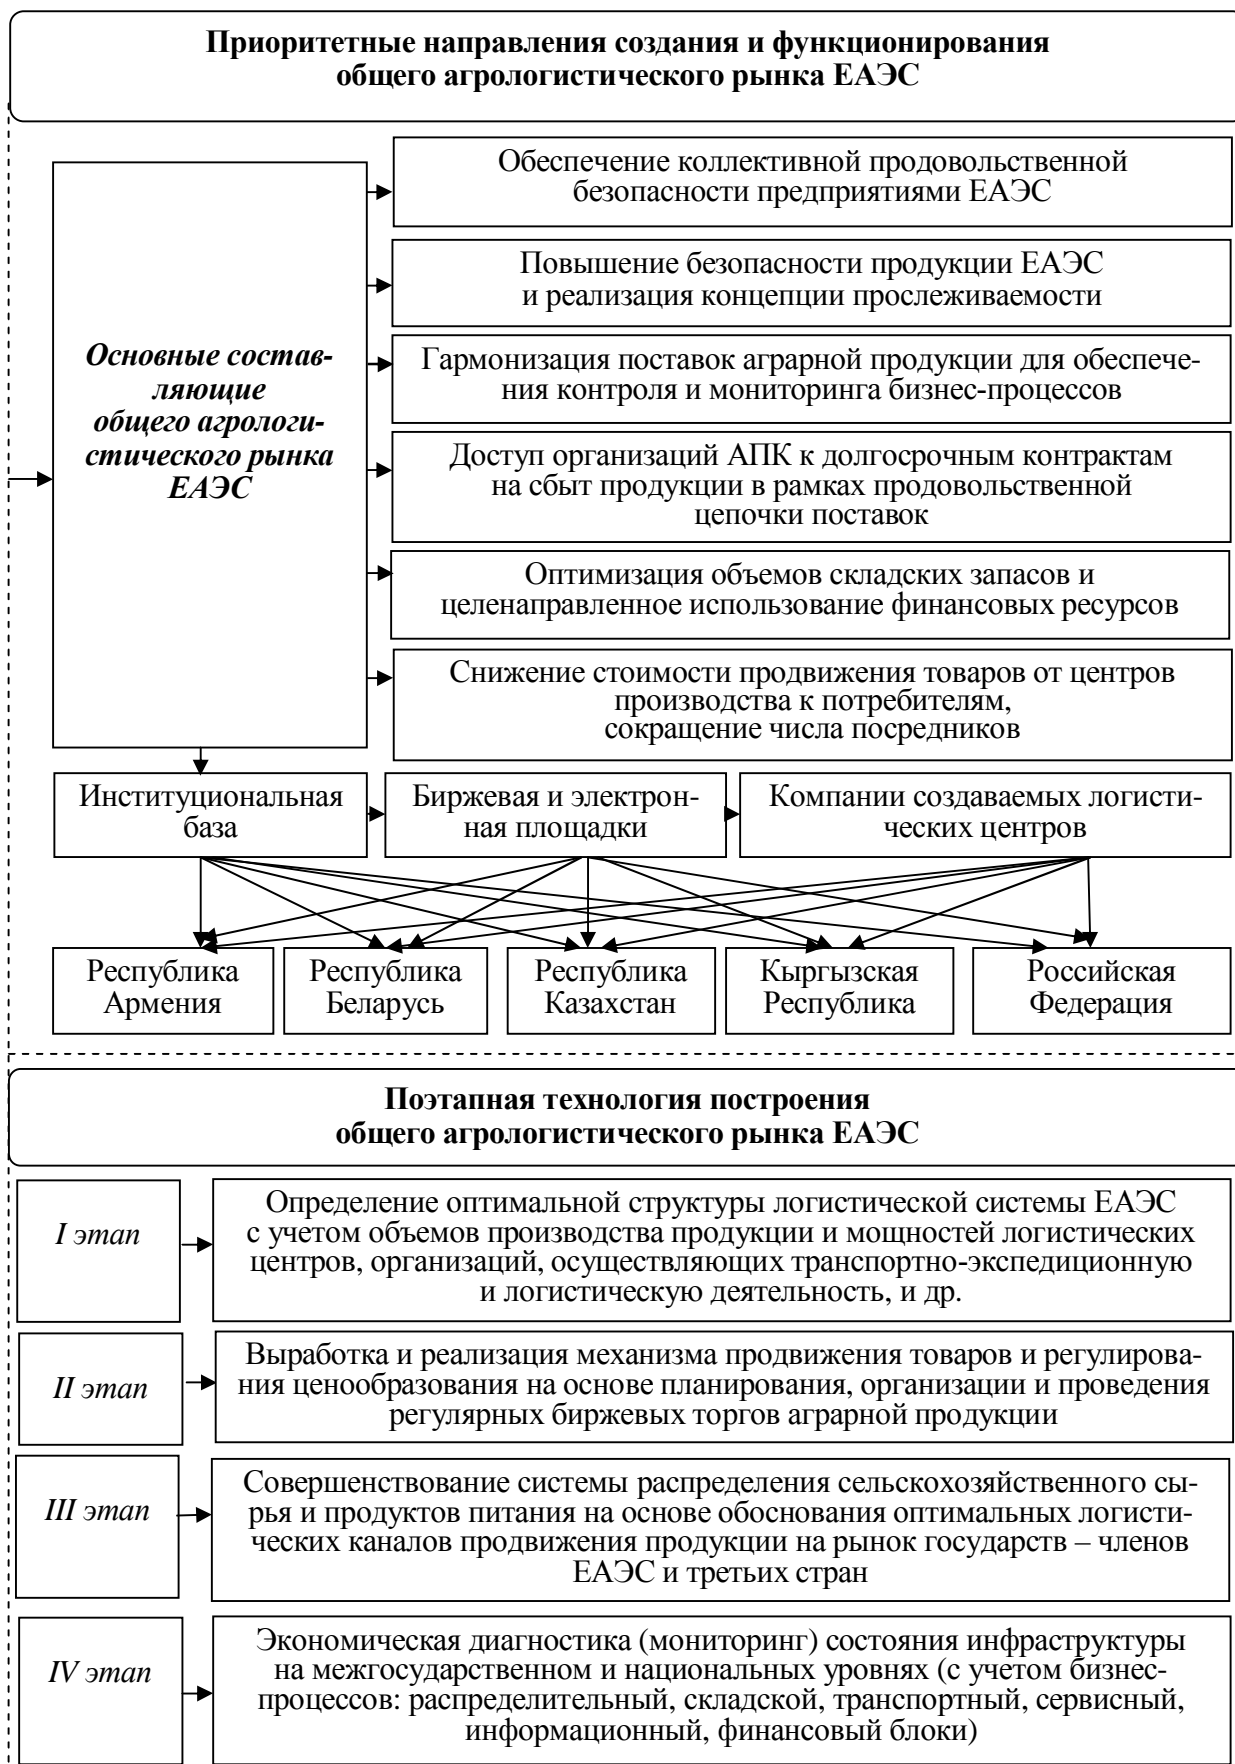 Приоритетные направления создания и функционирования
общего агрологистического рынка ЕАЭС
Основные состав-
ляющие
общего агрологи-
стического рынка
ЕАЭС
Обеспечение коллективной продовольственной
безопасности предприятиями ЕАЭС
Повышение безопасности продукции ЕАЭС
и реализация концепции прослеживаемости
Гармонизация поставок аграрной продукции для обеспече-
ния контроля и мониторинга бизнес-процессов
Доступ организаций АПК к долгосрочным контрактам
на сбыт продукции в рамках продовольственной
цепочки поставок
Оптимизация объемов складских запасов и
целенаправленное использование финансовых ресурсов
Снижение стоимости продвижения товаров от центров
производства к потребителям,
сокращение числа посредников
Институциональная
база
Биржевая и электрон-
ная площадки
Компании создаваемых логисти-
ческих центров
Республика
Армения
Республика
Беларусь
Республика
Казахстан
Кыргызская
Республика
Российская
Федерация
Поэтапная технология построения
общего агрологистического рынка ЕАЭС
I этап
Определение оптимальной структуры логистической системы ЕАЭС
с учетом объемов производства продукции и мощностей логистических
центров, организаций, осуществляющих транспортно-экспедиционную
и логистическую деятельность, и др.
II этап
Выработка и реализация механизма продвижения товаров и регулирова-
ния ценообразования на основе планирования, организации и проведения
регулярных биржевых торгов аграрной продукции
III этап
Совершенствование системы распределения сельскохозяйственного сы-
рья и продуктов питания на основе обоснования оптимальных логисти-
ческих каналов продвижения продукции на рынок государств – членов
ЕАЭС и третьих стран
IV этап
Экономическая диагностика (мониторинг) состояния инфраструктуры
на межгосударственном и национальных уровнях (с учетом бизнес-
процессов: распределительный, складской, транспортный, сервисный,
информационный, финансовый блоки)